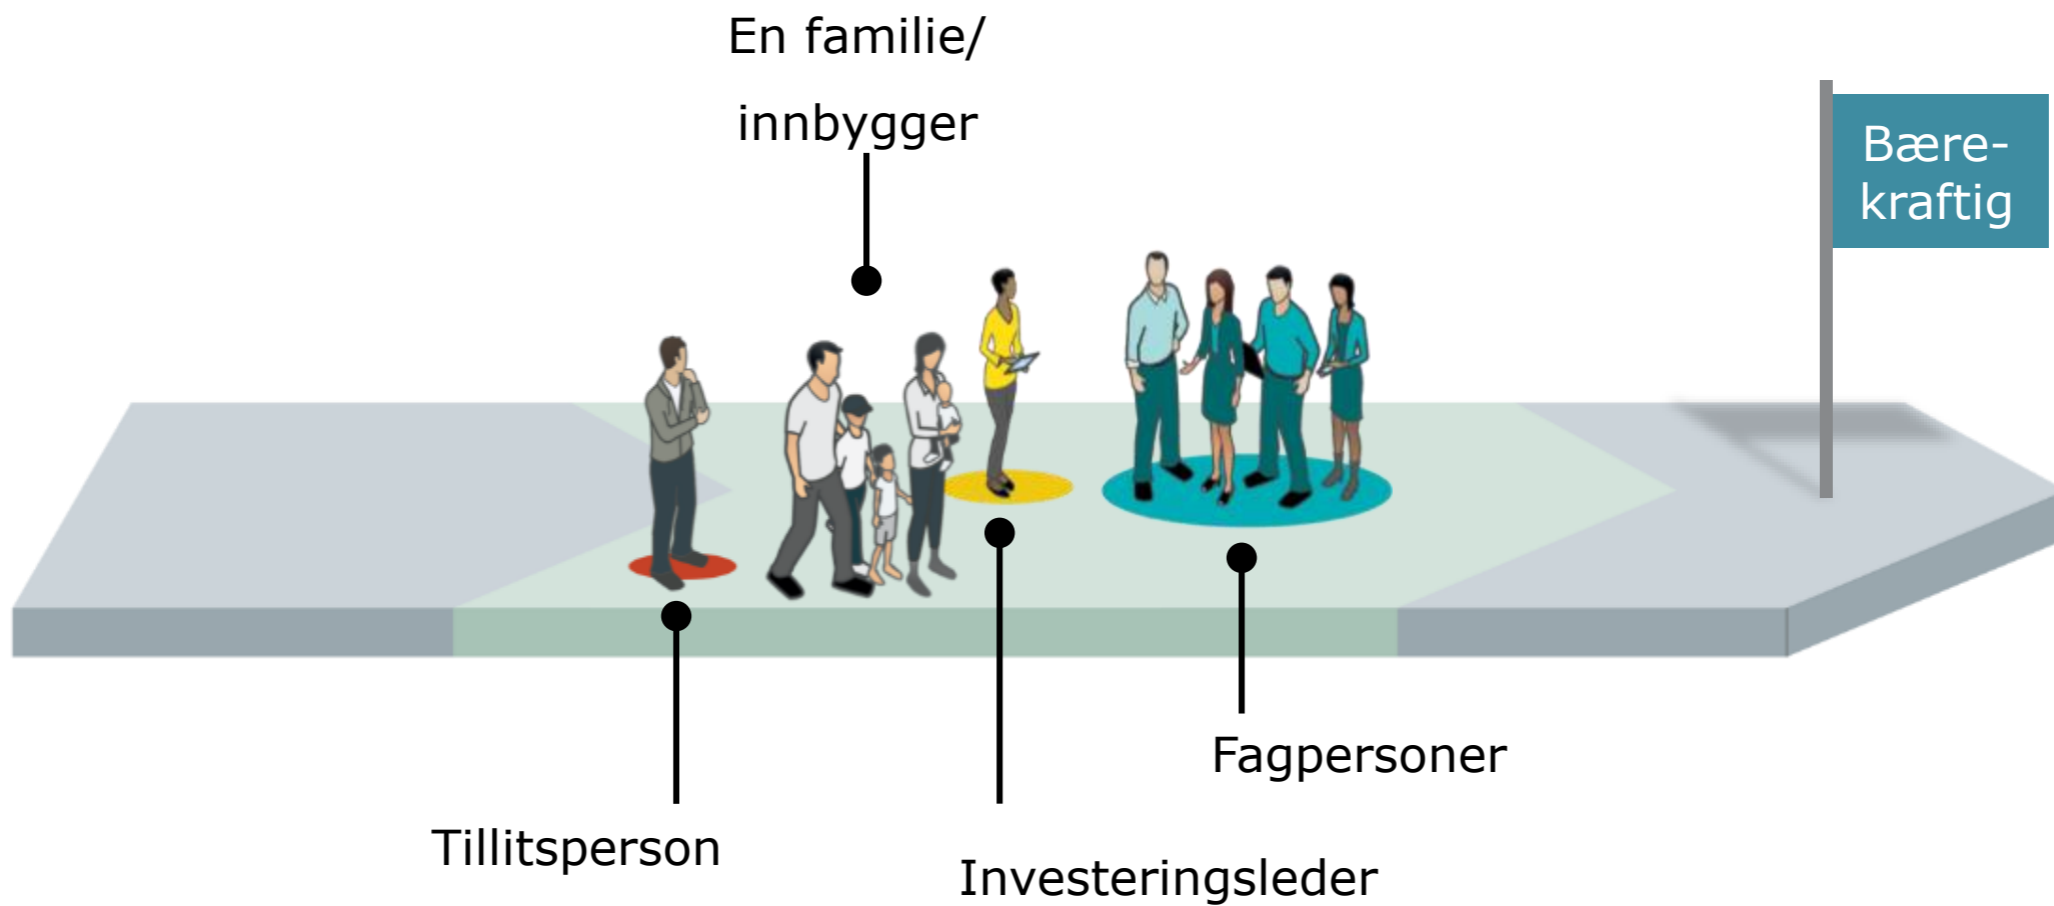 En familie/
innbygger
Bære-
kraftig
Fagpersoner
Tillitsperson
Investeringsleder